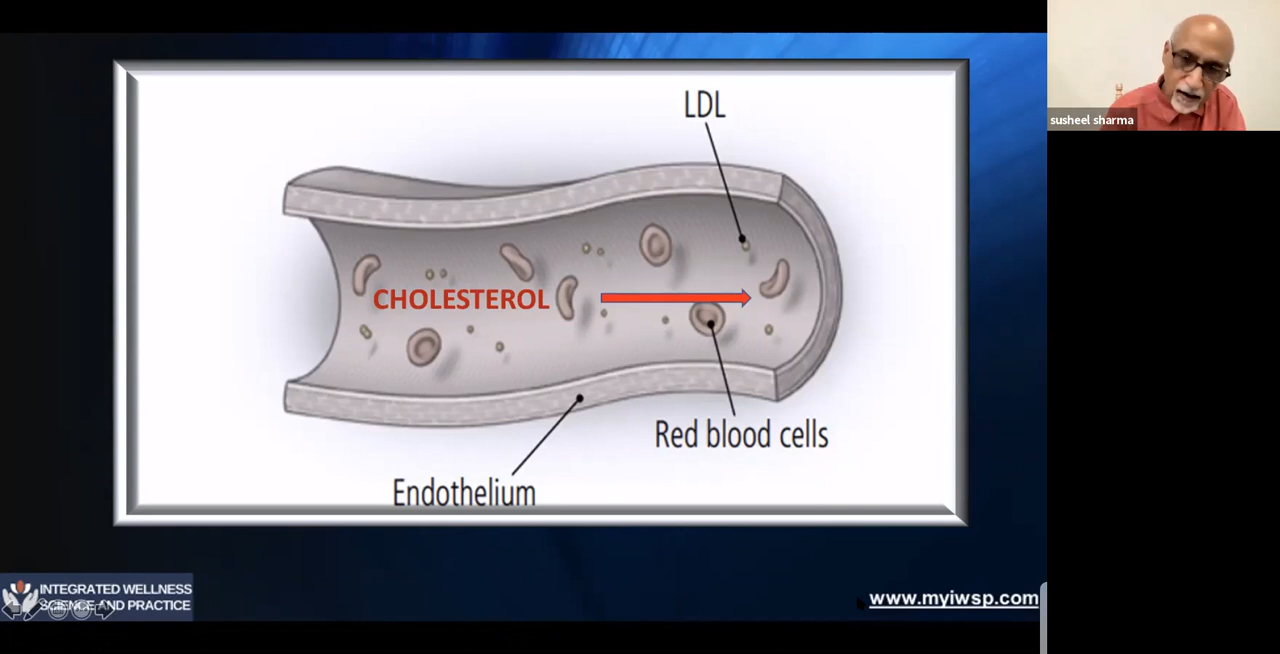 LDL
susheel sharma
CHOLESTEROL
Red blood cells
Endothelium
INTEGRATED WELLNESS
SCIENCE AND PRACTICE
www.myiwsp.com